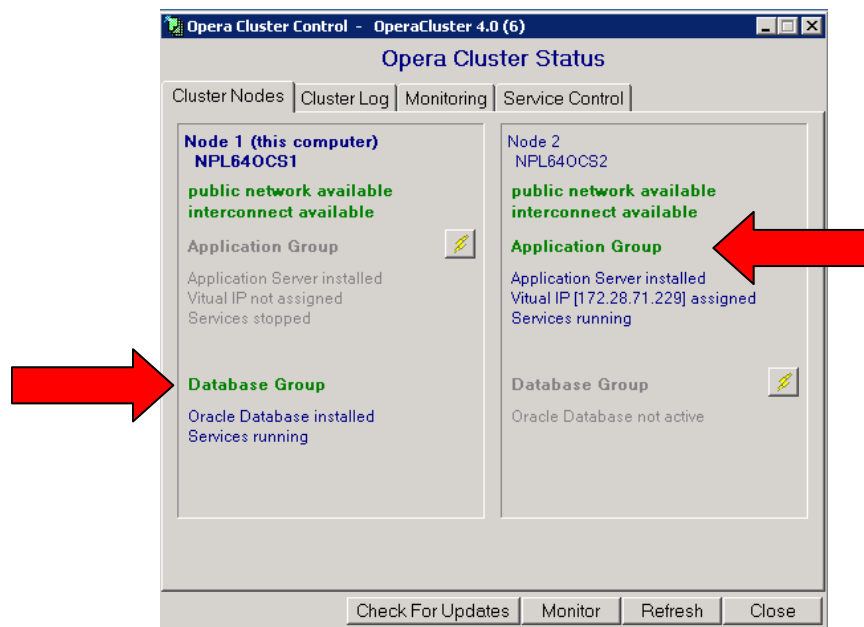 Opera Cluster Control - OperaCluster 4.0 (6)
Opera Cluster Status
Cluster Nodes
Cluster Log
Monitoring
Service Control
Node 1 (this computer)
NPL64OCS1
public network available
interconnect available
Application Group
Application Server installed
Vitual IP not assigned
Services stopped
Database Group
Oracle Database installed
Services running
Node 2
NPL64OCS2
public network available
interconnect available
Application Group
Application Server installed
Vitual IP [172.28.71.229] assigned
Services running
Database Group
Oracle Database not active
Check For Updates
Monitor
Refresh
Close